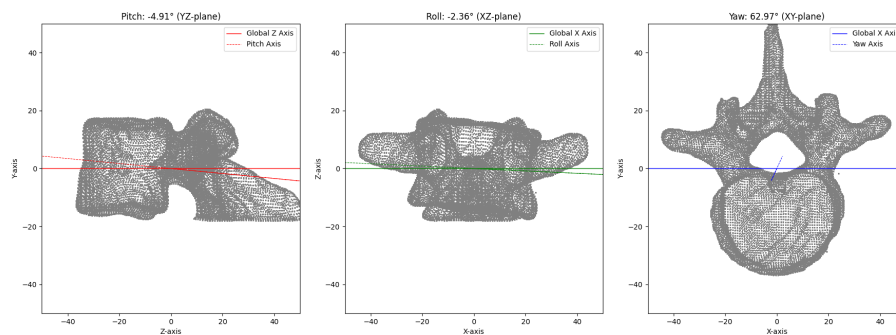 Pitch: -4.91° (YZ-plane)
Global Z Axis
Pitch Axis
40
20
0
−20
−40
Y-axis
−40
−20
0
20
40
Z-axis
Roll: -2.36° (XZ-plane)
Global X Axis
Roll Axis
40
20
0
−20
−40
Z-axis
−40
−20
0
20
40
X-axis
Yaw: 62.97° (XY-plane)
Global X Axis
Yaw Axis
40
20
0
−20
−40
Y-axis
−40
−20
0
20
40
X-axis